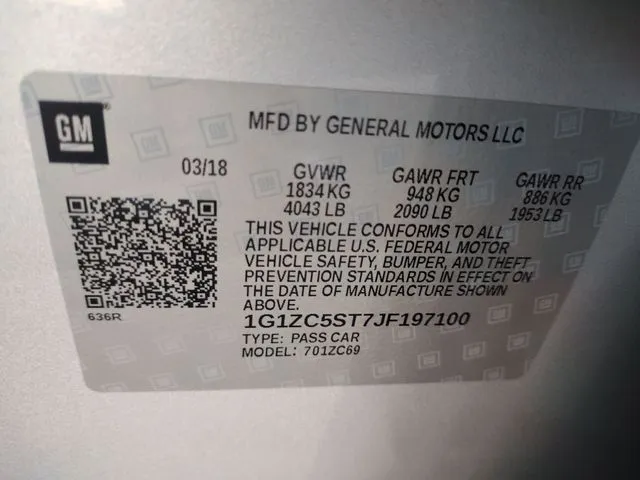 GM
MFD BY GENERAL MOTORS LLC
03/18 GVWR GAWR FRT GAWR RR
1834 KG 948 KG 886 KG
4043 LB 2090 LB 1953 LB
THIS VEHICLE CONFORMS TO ALL
APPLICABLE U.S. FEDERAL MOTOR
VEHICLE SAFETY, BUMPER, AND THEFT
PREVENTION STANDARDS IN EFFECT ON
THE DATE OF MANUFACTURE SHOWN
ABOVE.
636R
1G1ZC5ST7JF197100
TYPE: PASS CAR
MODEL: 701ZC69